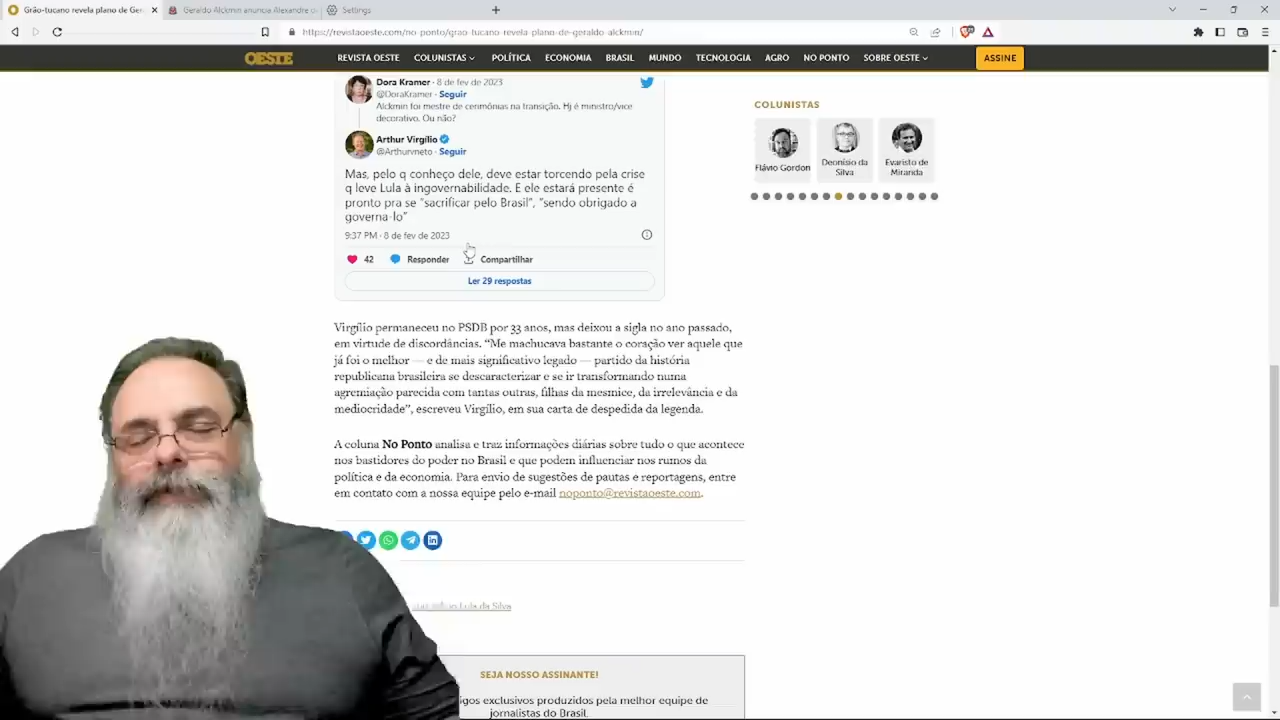 Grão-tucano revela plano de Ger
Geraldo Alckmin anuncia Alexandre
Settings
https://revistaoeste.com/no-ponto/grao-tucano-revela-plano-de-geraldo-alckmin/
OESTE
REVISTA OESTE
COLUNISTAS
POLÍTICA
ECONOMIA
BRASIL
MUNDO
TECNOLOGIA
AGRO
NO PONTO
SOBRE OESTE
ASSINE
Dora Kramer · 8 de fev de 2023
@DoraKramer · Seguir
Alckmin foi mestre de cerimônias na transição. Hj é ministro/vice
decorativo. Ou não?
Arthur Virgílio
@Arthurvneto · Seguir
Mas, pelo q conheço dele, deve estar torcendo pela crise
q leve Lula à ingovernabilidade. E ele estará presente é
pronto pra se "sacrificar pelo Brasil", "sendo obrigado a
governa-lo"
9:37 PM · 8 de fev de 2023
42
Responder
Compartilhar
Ler 29 respostas
COLUNISTAS
Flávio Gordon
Deonísio da
Silva
Evaristo de
Miranda
Virgílio permaneceu no PSDB por 33 anos, mas deixou a sigla no ano passado,
em virtude de discordâncias. “Me machucava bastante o coração ver aquele que
já foi o melhor — e de mais significativo legado — partido da história
republicana brasileira se descaracterizar e se ir transformando numa
agremiação parecida com tantas outras, filhas da mesmice, da irrelevância e da
mediocridade”, escreveu Virgílio, em sua carta de despedida da legenda.
A coluna No Ponto analisa e traz informações diárias sobre tudo o que acontece
nos bastidores do poder no Brasil e que podem influenciar nos rumos da
política e da economia. Para envio de sugestões de pautas e reportagens, entre
em contato com a nossa equipe pelo e-mail noponto@revistaoeste.com.
Lula da Silva
SEJA NOSSO ASSINANTE!
igos exclusivos produzidos pela melhor equipe de
jornalistas do Brasil.